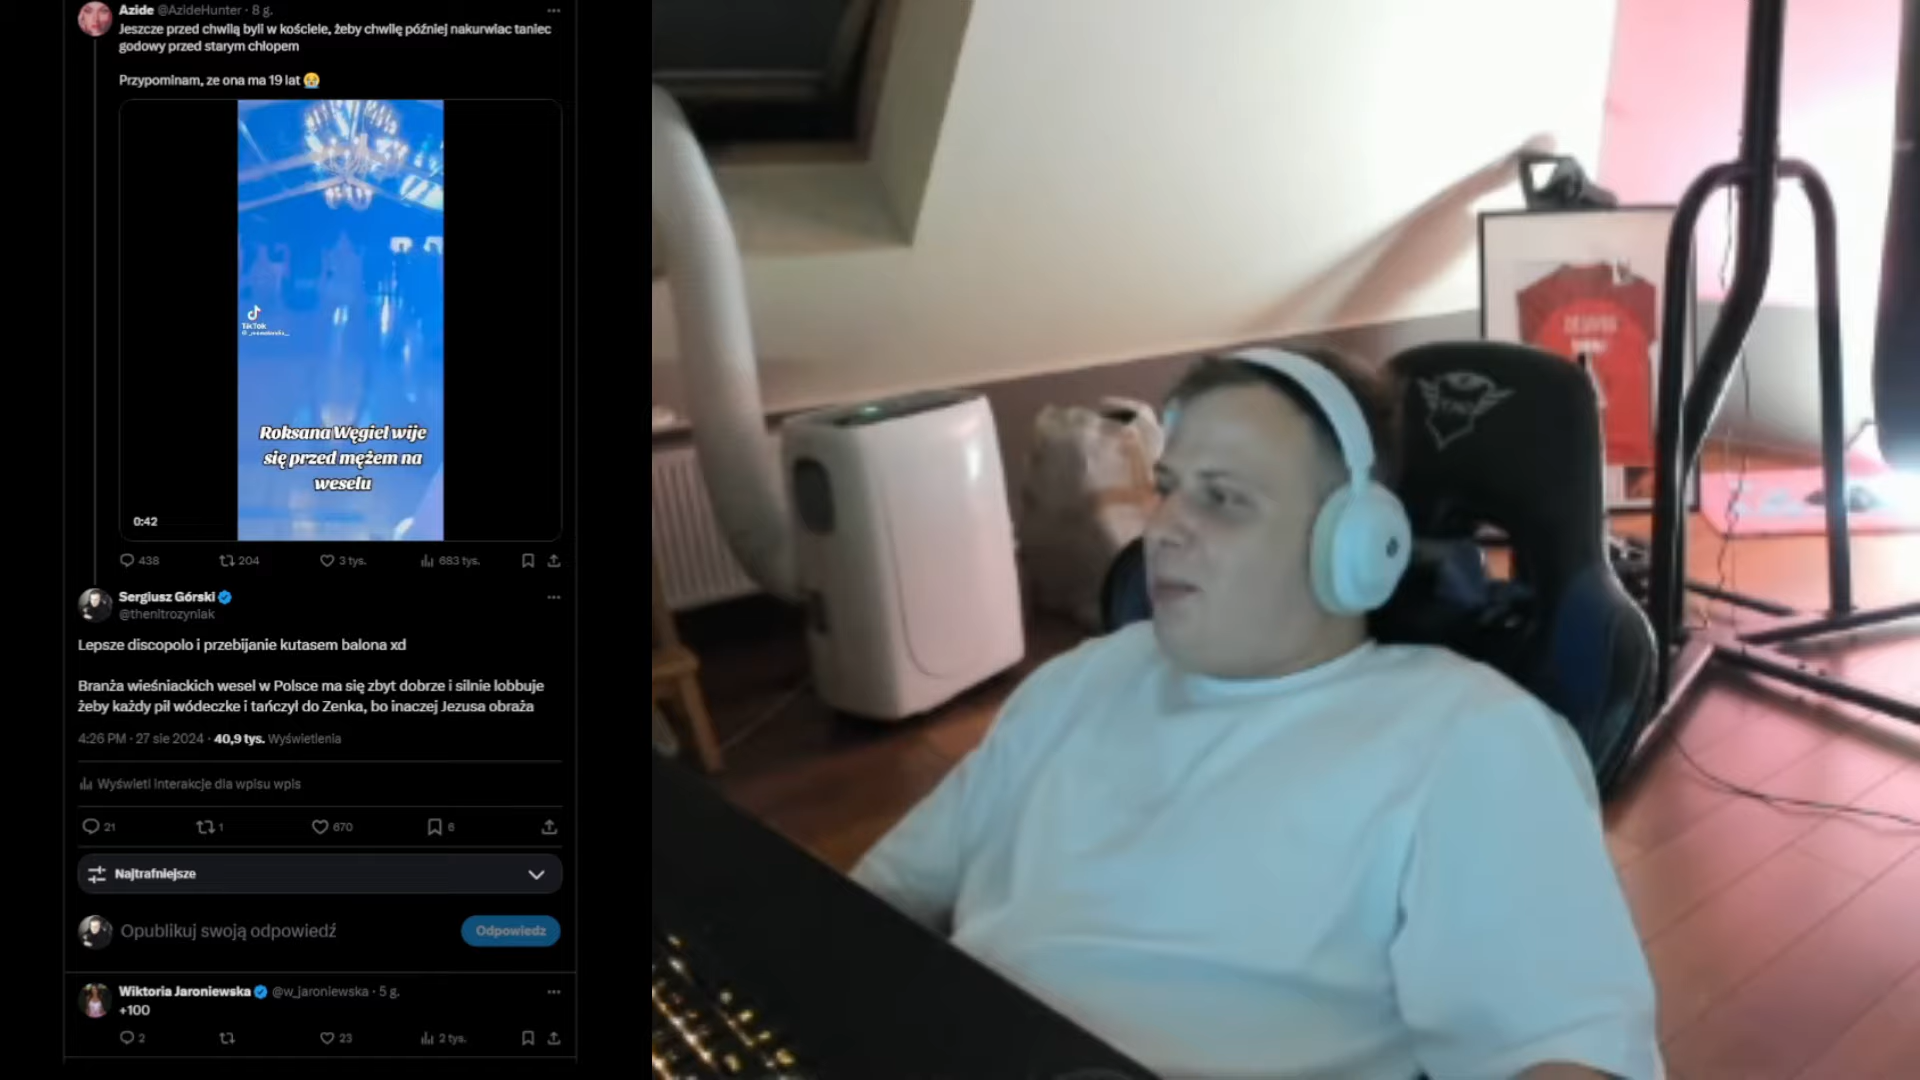 Azide @AzideHunter · 8 g.
Jeszcze przed chwilą byli w kościele, żeby chwilę później nakurwiac taniec
godowy przed starym chłopem
Przypominam, ze ona ma 19 lat 😭
TikTok
Roksana Węgiel wije
się przed mężem na
weselu
0:42
438
204
3 tys.
683 tys.
Sergiusz Górski
@thenitrozyniak
Lepsze discopolo i przebijanie kutasem balona xd
Branża wieśniackich wesel w Polsce ma się zbyt dobrze i silnie lobbuje
żeby każdy pił wódeczke i tańczył do Zenka, bo inaczej Jezusa obraża
4:26 PM · 27 sie 2024 · 40,9 tys. Wyświetlenia
Wyświetl interakcje dla wpisu wpis
21
1
670
6
Najtrafniejsze
Opublikuj swoją odpowiedź
Odpowiedz
Wiktoria Jaroniewska @w_jaroniewska · 5 g.
+100
2
23
2 tys.